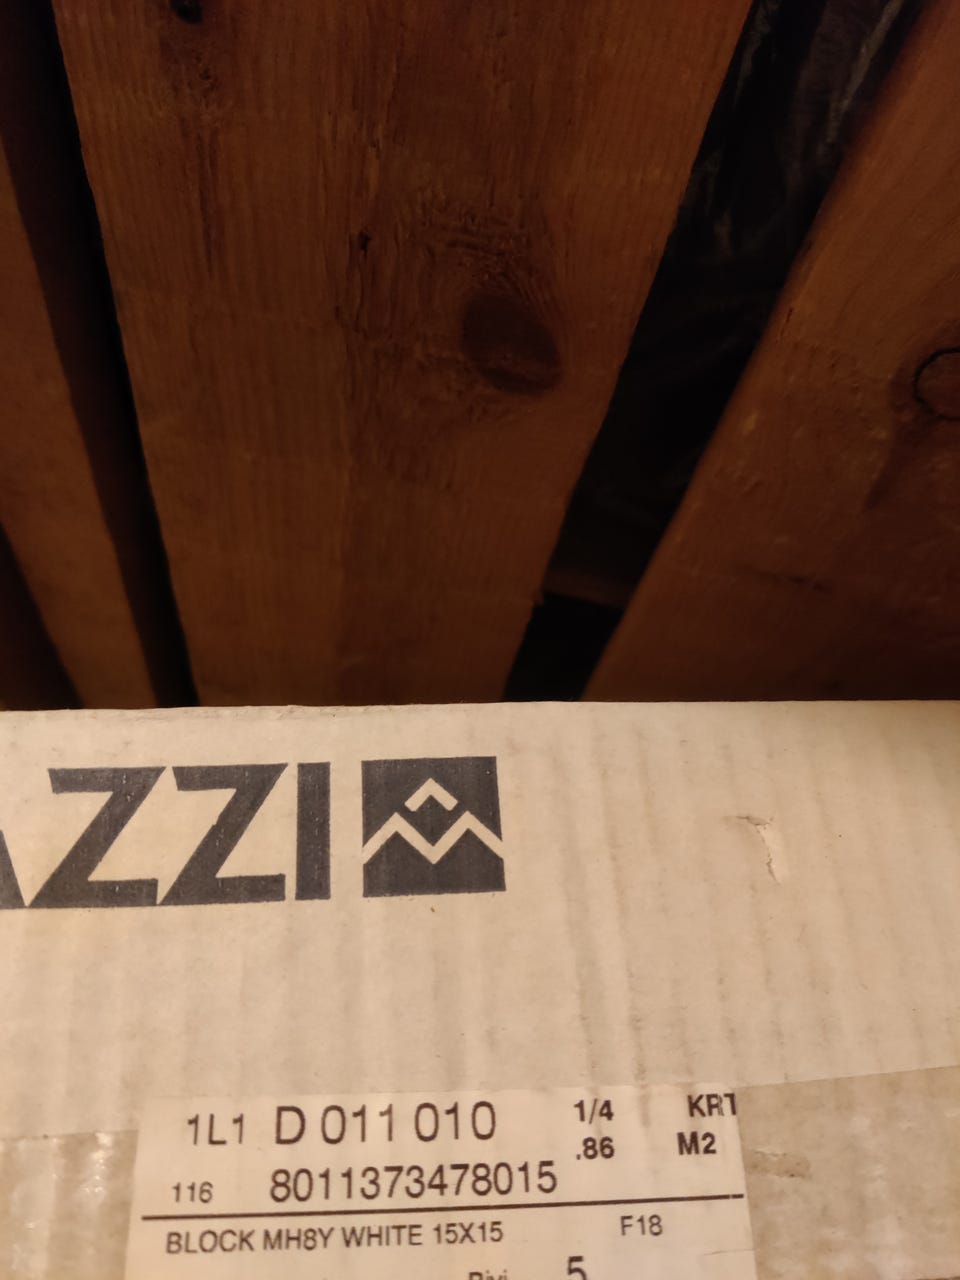 AZZI
1L1 D 011 010 1/4 KRT
.86 M2
116 8011373478015
BLOCK MH8Y WHITE 15X15 F18
5